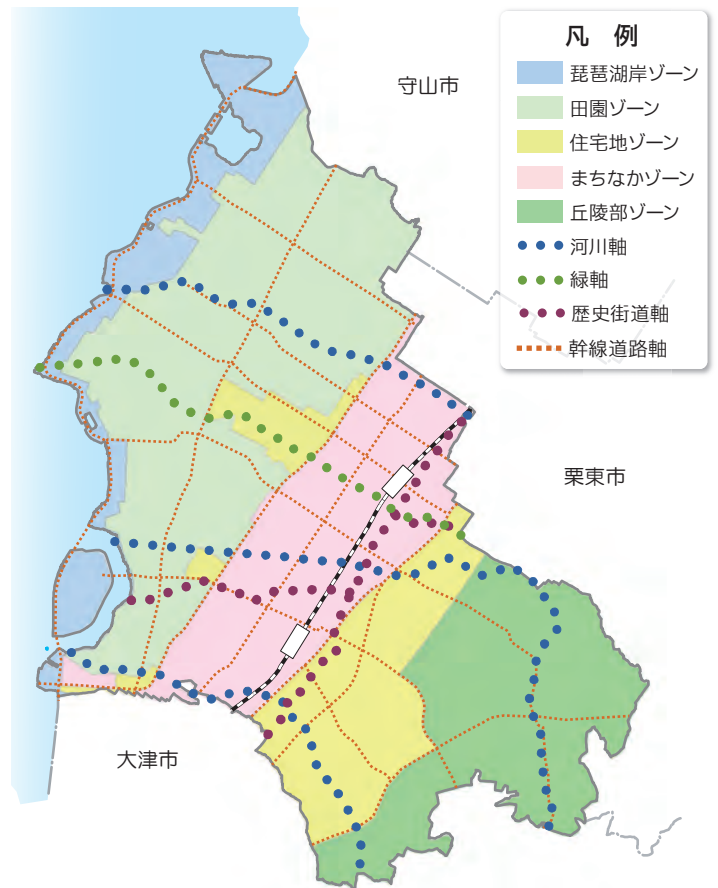 凡 例
琵琶湖岸ゾーン
田園ゾーン
住宅地ゾーン
まちなかゾーン
丘陵部ゾーン
河川軸
緑軸
歴史街道軸
幹線道路軸
守山市
栗東市
大津市